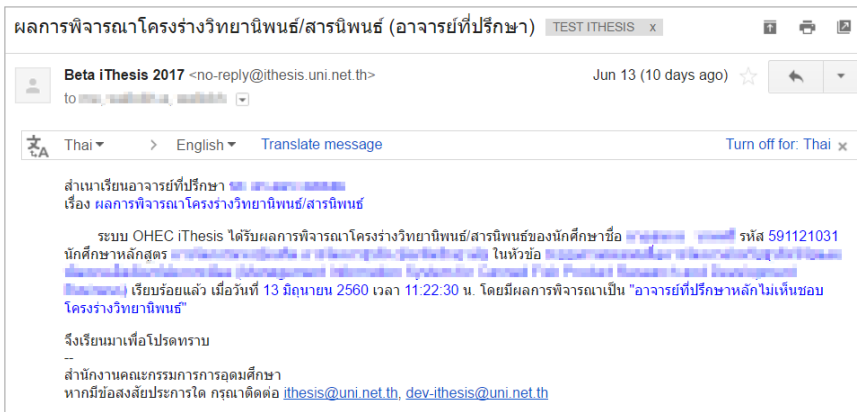 ผลการพิจารณาโครงร่างวิทยานิพนธ์/สารนิพนธ์ (อาจารย์ที่ปรึกษา) TEST ITHESIS x
Beta iThesis 2017 <no-reply@ithesis.uni.net.th> Jun 13 (10 days ago)
to
Thai > English Translate message Turn off for: Thai x
สำเนาเรียนอาจารย์ที่ปรึกษา
เรื่อง ผลการพิจารณาโครงร่างวิทยานิพนธ์/สารนิพนธ์
ระบบ OHEC iThesis ได้รับผลการพิจารณาโครงร่างวิทยานิพนธ์/สารนิพนธ์ของนักศึกษาชื่อ รหัส 591121031
นักศึกษาหลักสูตร ในหัวข้อ
เรียบร้อยแล้ว เมื่อวันที่ 13 มิถุนายน 2560 เวลา 11:22:30 น. โดยมีผลการพิจารณาเป็น "อาจารย์ที่ปรึกษาหลักไม่เห็นชอบ
โครงร่างวิทยานิพนธ์"
จึงเรียนมาเพื่อโปรดทราบ
--
สำนักงานคณะกรรมการการอุดมศึกษา
หากมีข้อสงสัยประการใด กรุณาติดต่อ ithesis@uni.net.th, dev-ithesis@uni.net.th